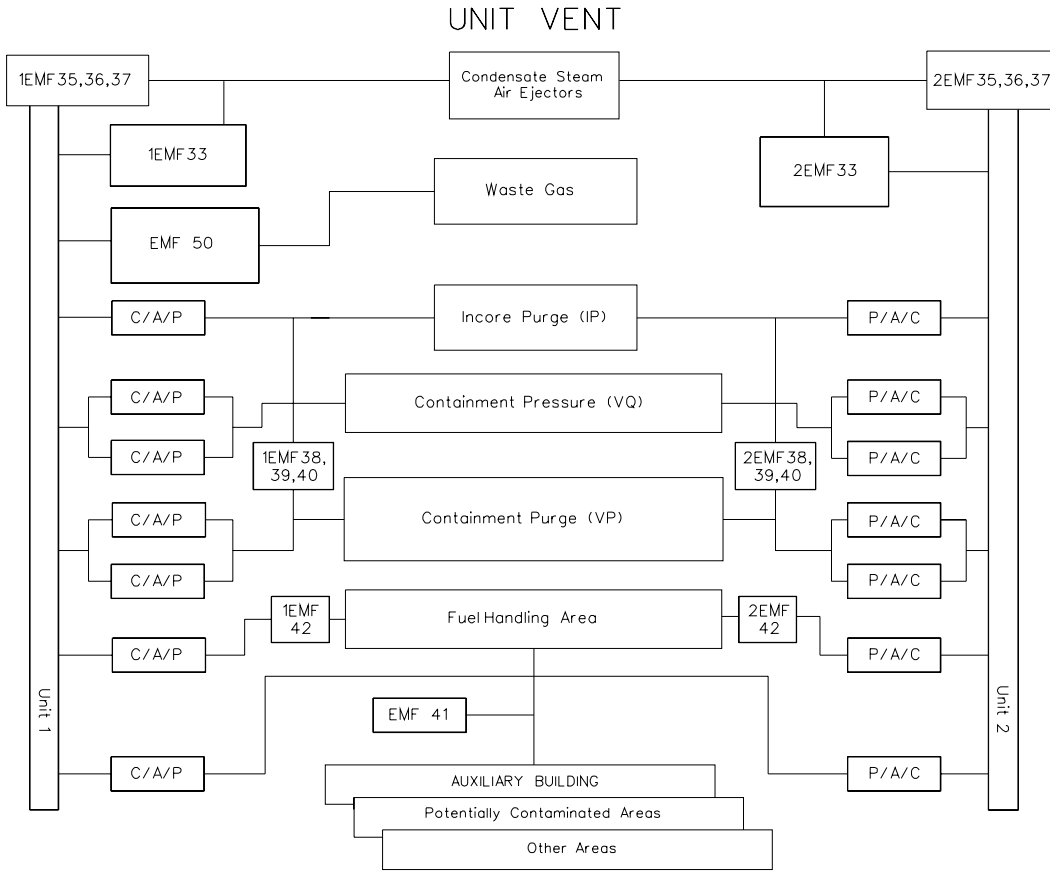 UNIT VENT
1EMF35,36,37
Condensate Steam
Air Ejectors
2EMF35,36,37
1EMF33
2EMF33
Waste Gas
EMF 50
C/A/P
Incore Purge (IP)
P/A/C
C/A/P
Containment Pressure (VQ)
P/A/C
C/A/P
1EMF38,
39,40
2EMF38,
39,40
P/A/C
C/A/P
Containment Purge (VP)
P/A/C
C/A/P
P/A/C
1EMF
42
Fuel Handling Area
2EMF
42
C/A/P
P/A/C
Unit 1
EMF 41
Unit 2
C/A/P
AUXILIARY BUILDING
P/A/C
Potentially Contaminated Areas
Other Areas